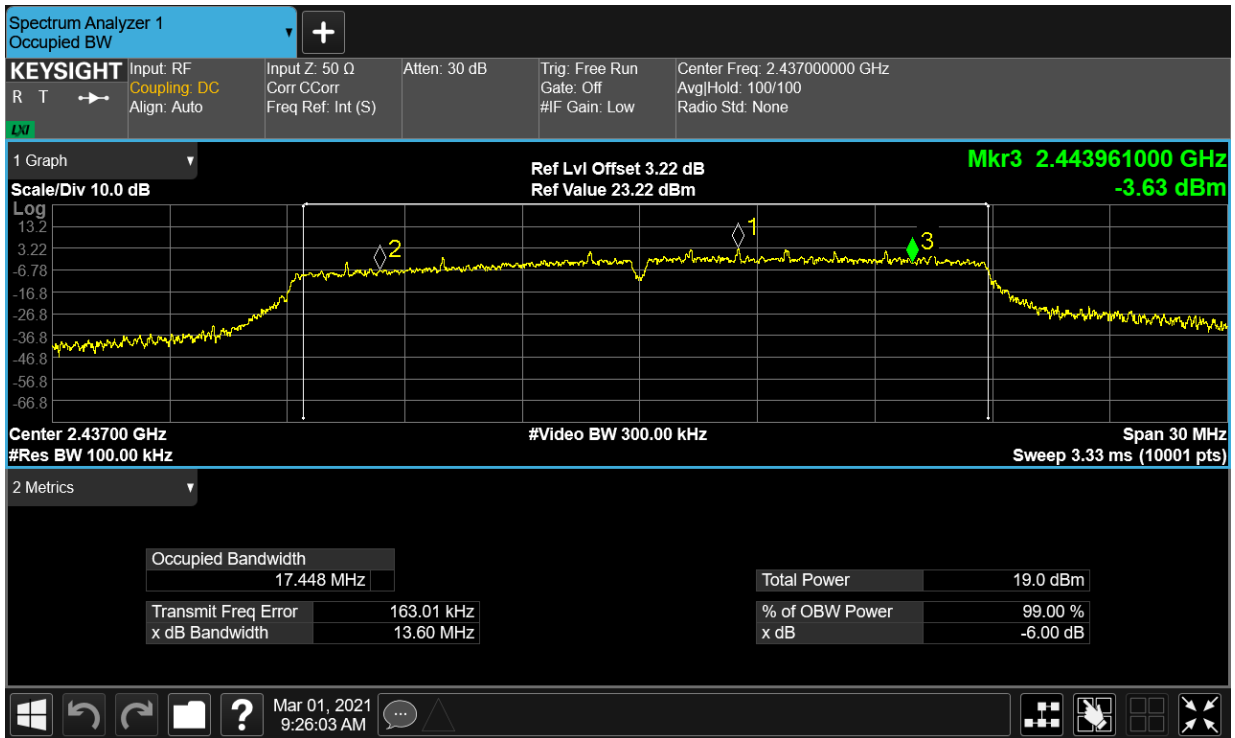 Spectrum Analyzer 1
Occupied BW
▼
+
KEYSIGHT
R T
LXI
Input: RF
Coupling: DC
Align: Auto
Input Z: 50 Ω
Corr CCorr
Freq Ref: Int (S)
Atten: 30 dB
Trig: Free Run
Gate: Off
#IF Gain: Low
Center Freq: 2.437000000 GHz
Avg|Hold: 100/100
Radio Std: None
1 Graph ▼
Scale/Div 10.0 dB
Ref Lvl Offset 3.22 dB
Ref Value 23.22 dBm
Mkr3 2.443961000 GHz
-3.63 dBm
Log
13.2
3.22
-6.78
-16.8
-26.8
-36.8
-46.8
-56.8
-66.8
2
1
3
Center 2.43700 GHz
#Res BW 100.00 kHz
#Video BW 300.00 kHz
Span 30 MHz
Sweep 3.33 ms (10001 pts)
2 Metrics ▼
Occupied Bandwidth
17.448 MHz
Transmit Freq Error 163.01 kHz
x dB Bandwidth 13.60 MHz
Total Power 19.0 dBm
% of OBW Power 99.00 %
x dB -6.00 dB
?
Mar 01, 2021
9:26:03 AM